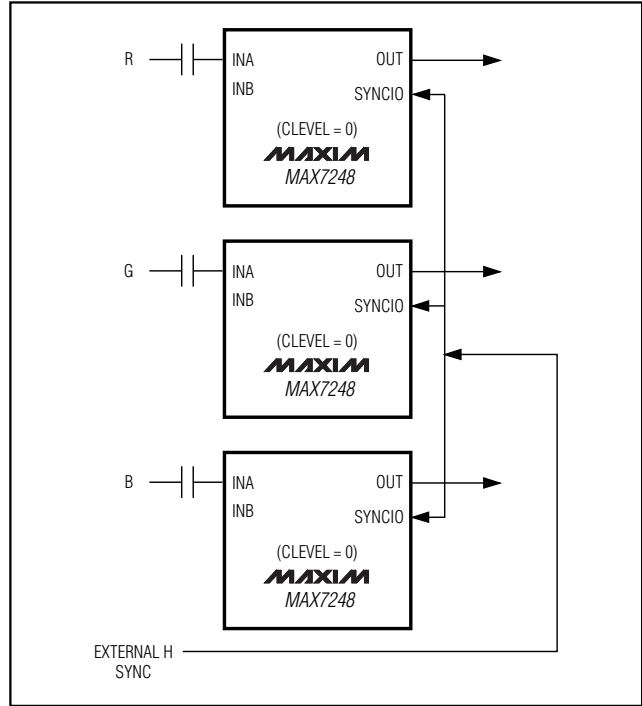 R
INA
OUT
INB
SYNCIO
(CLEVEL = 0)
MAXIM
MAX7248
G
INA
OUT
INB
SYNCIO
(CLEVEL = 0)
MAXIM
MAX7248
B
INA
OUT
INB
SYNCIO
(CLEVEL = 0)
MAXIM
MAX7248
EXTERNAL H
SYNC